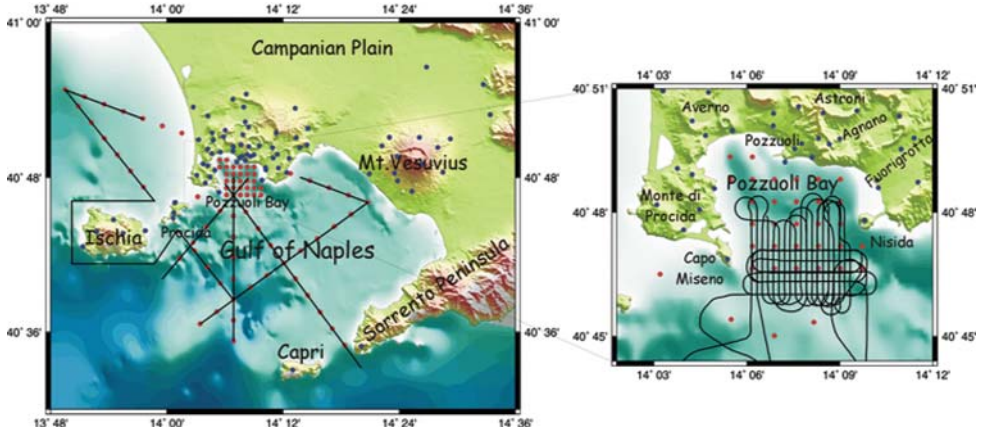 13° 48' 14° 00' 14° 12' 14° 24' 14° 36'
41° 00' 41° 00'
Campanian Plain
Mt.Vesuvius
40° 48' 40° 48'
Pozzuoli Bay
Ischia
Procida
Gulf of Naples
Sorrento Peninsula
40° 36' 40° 36'
Capri
13° 48' 14° 00' 14° 12' 14° 24' 14° 36'
14° 03' 14° 06' 14° 09' 14° 12'
40° 51' 40° 51'
Averno
Astroni
Agnano
Pozzuoli
Fuorigrotta
Pozzuoli Bay
Monte di
Procida
40° 48' 40° 48'
Nisida
Capo
Miseno
40° 45' 40° 45'
14° 03' 14° 06' 14° 09' 14° 12'